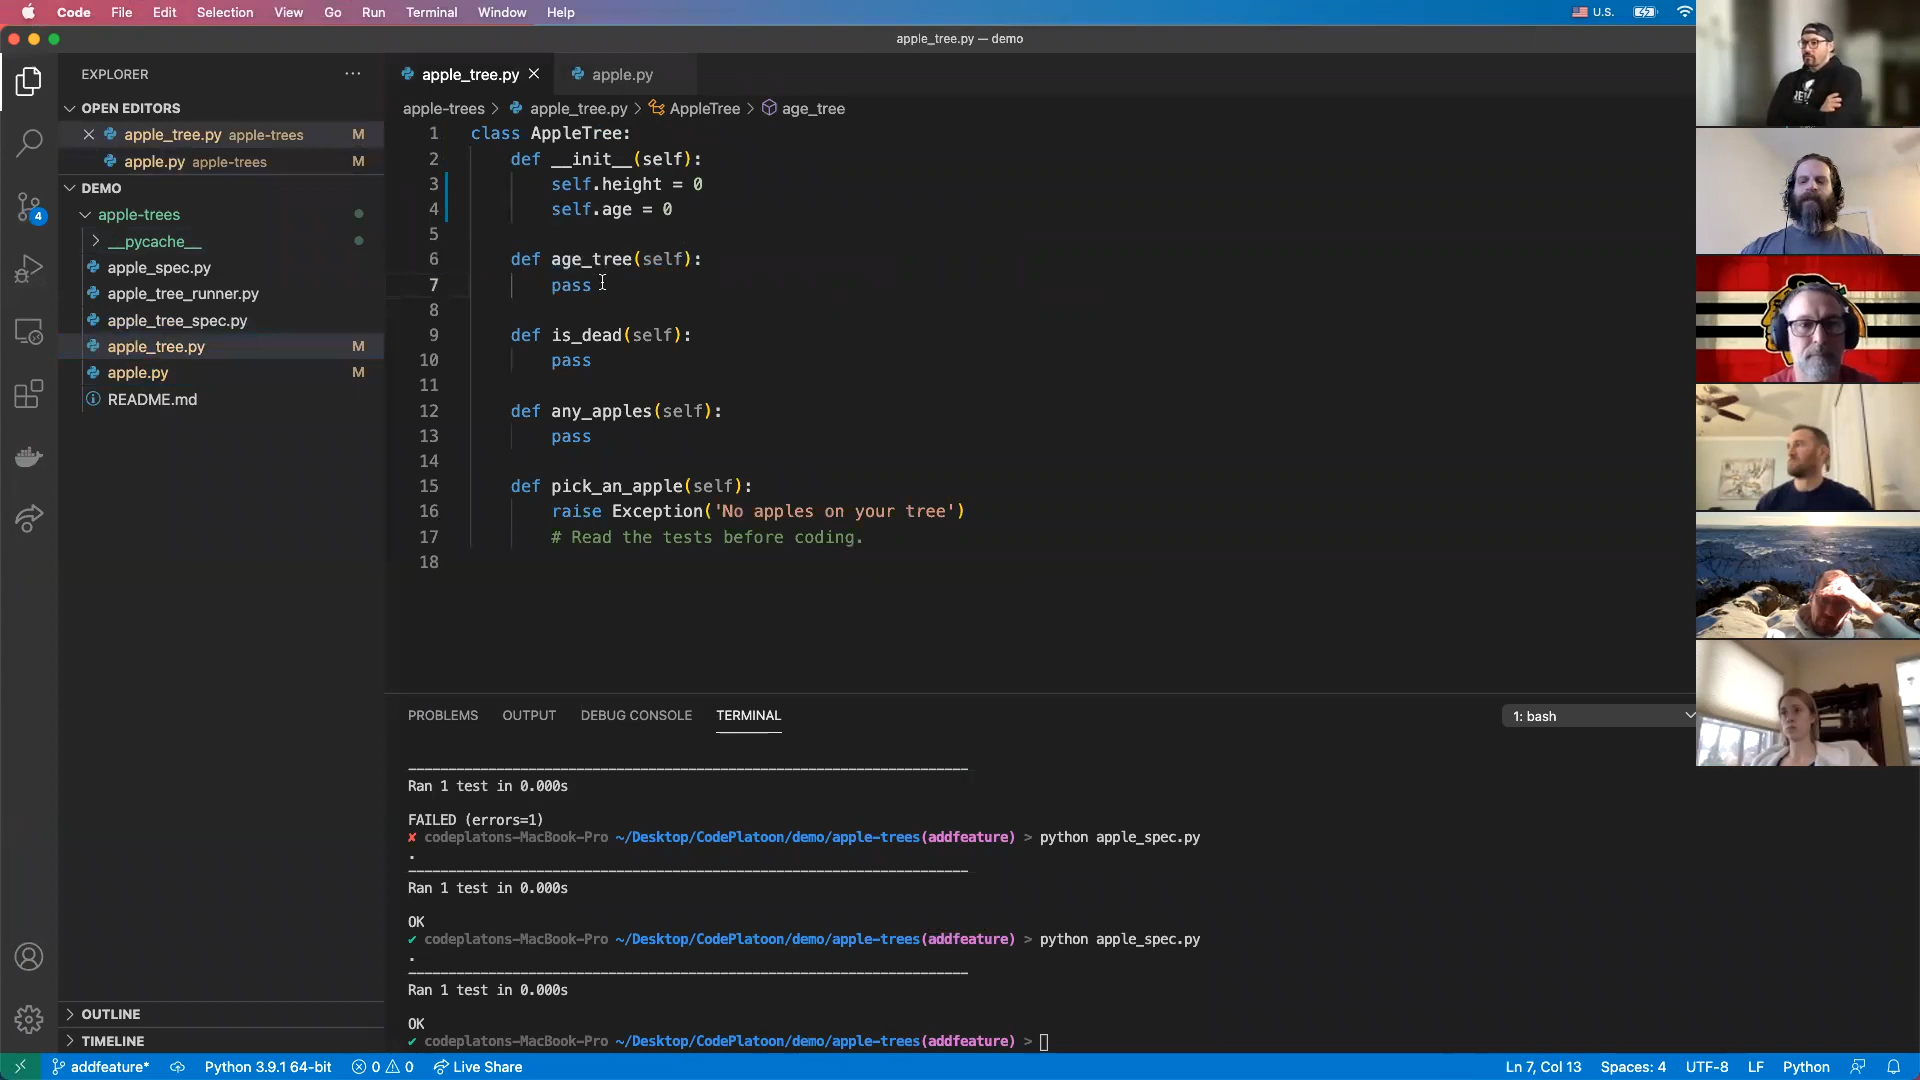 Code File Edit Selection View Go Run Terminal Window Help
U.S.
apple_tree.py — demo
EXPLORER
OPEN EDITORS
apple_tree.py apple-trees M
apple.py apple-trees M
DEMO
apple-trees
__pycache__
apple_spec.py
apple_tree_runner.py
apple_tree_spec.py
apple_tree.py M
apple.py M
README.md
OUTLINE
TIMELINE
4
apple_tree.py apple.py
apple-trees > apple_tree.py > AppleTree > age_tree
1 class AppleTree:
2 def __init__(self):
3 self.height = 0
4 self.age = 0
5
6 def age_tree(self):
7 pass
8
9 def is_dead(self):
10 pass
11
12 def any_apples(self):
13 pass
14
15 def pick_an_apple(self):
16 raise Exception('No apples on your tree')
17 # Read the tests before coding.
18
PROBLEMS OUTPUT DEBUG CONSOLE TERMINAL
1: bash
Ran 1 test in 0.000s
FAILED (errors=1)
✘ codeplatons-MacBook-Pro ~/Desktop/CodePlatoon/demo/apple-trees(addfeature) > python apple_spec.py
.
Ran 1 test in 0.000s
OK
✔ codeplatons-MacBook-Pro ~/Desktop/CodePlatoon/demo/apple-trees(addfeature) > python apple_spec.py
.
Ran 1 test in 0.000s
OK
✔ codeplatons-MacBook-Pro ~/Desktop/CodePlatoon/demo/apple-trees(addfeature) >
addfeature* Python 3.9.1 64-bit 0 0 Live Share
Ln 7, Col 13 Spaces: 4 UTF-8 LF Python